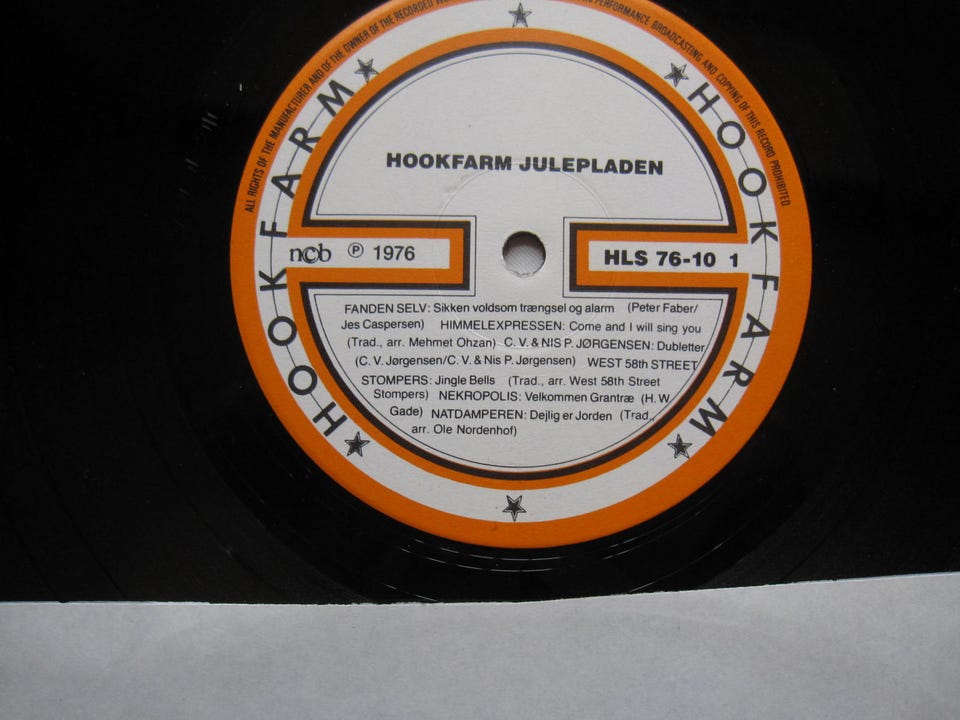 ALL RIGHTS OF THE MANUFACTURER AND OF THE OWNER OF THE RECORDED
PERFORMANCE BROADCASTING AND COPYING OF THIS RECORD PROHIBITED
HOOKFARM
HOOKFARM
HOOKFARM JULEPLADEN
ncb ℗ 1976
HLS 76-10 1
FANDEN SELV: Sikken voldsom trængsel og alarm (Peter Faber/
Jes Caspersen) HIMMELEXPRESSEN: Come and I will sing you
(Trad., arr. Mehmet Ohzan) C. V. & NIS P. JØRGENSEN: Dubletter
(C. V. Jørgensen/C. V. & Nis P. Jørgensen) WEST 58th STREET
STOMPERS: Jingle Bells (Trad., arr. West 58th Street
Stompers) NEKROPOLIS: Velkommen Grantræ (H. W.
Gade) NATDAMPEREN: Dejlig er Jorden (Trad.,
arr. Ole Nordenhof)